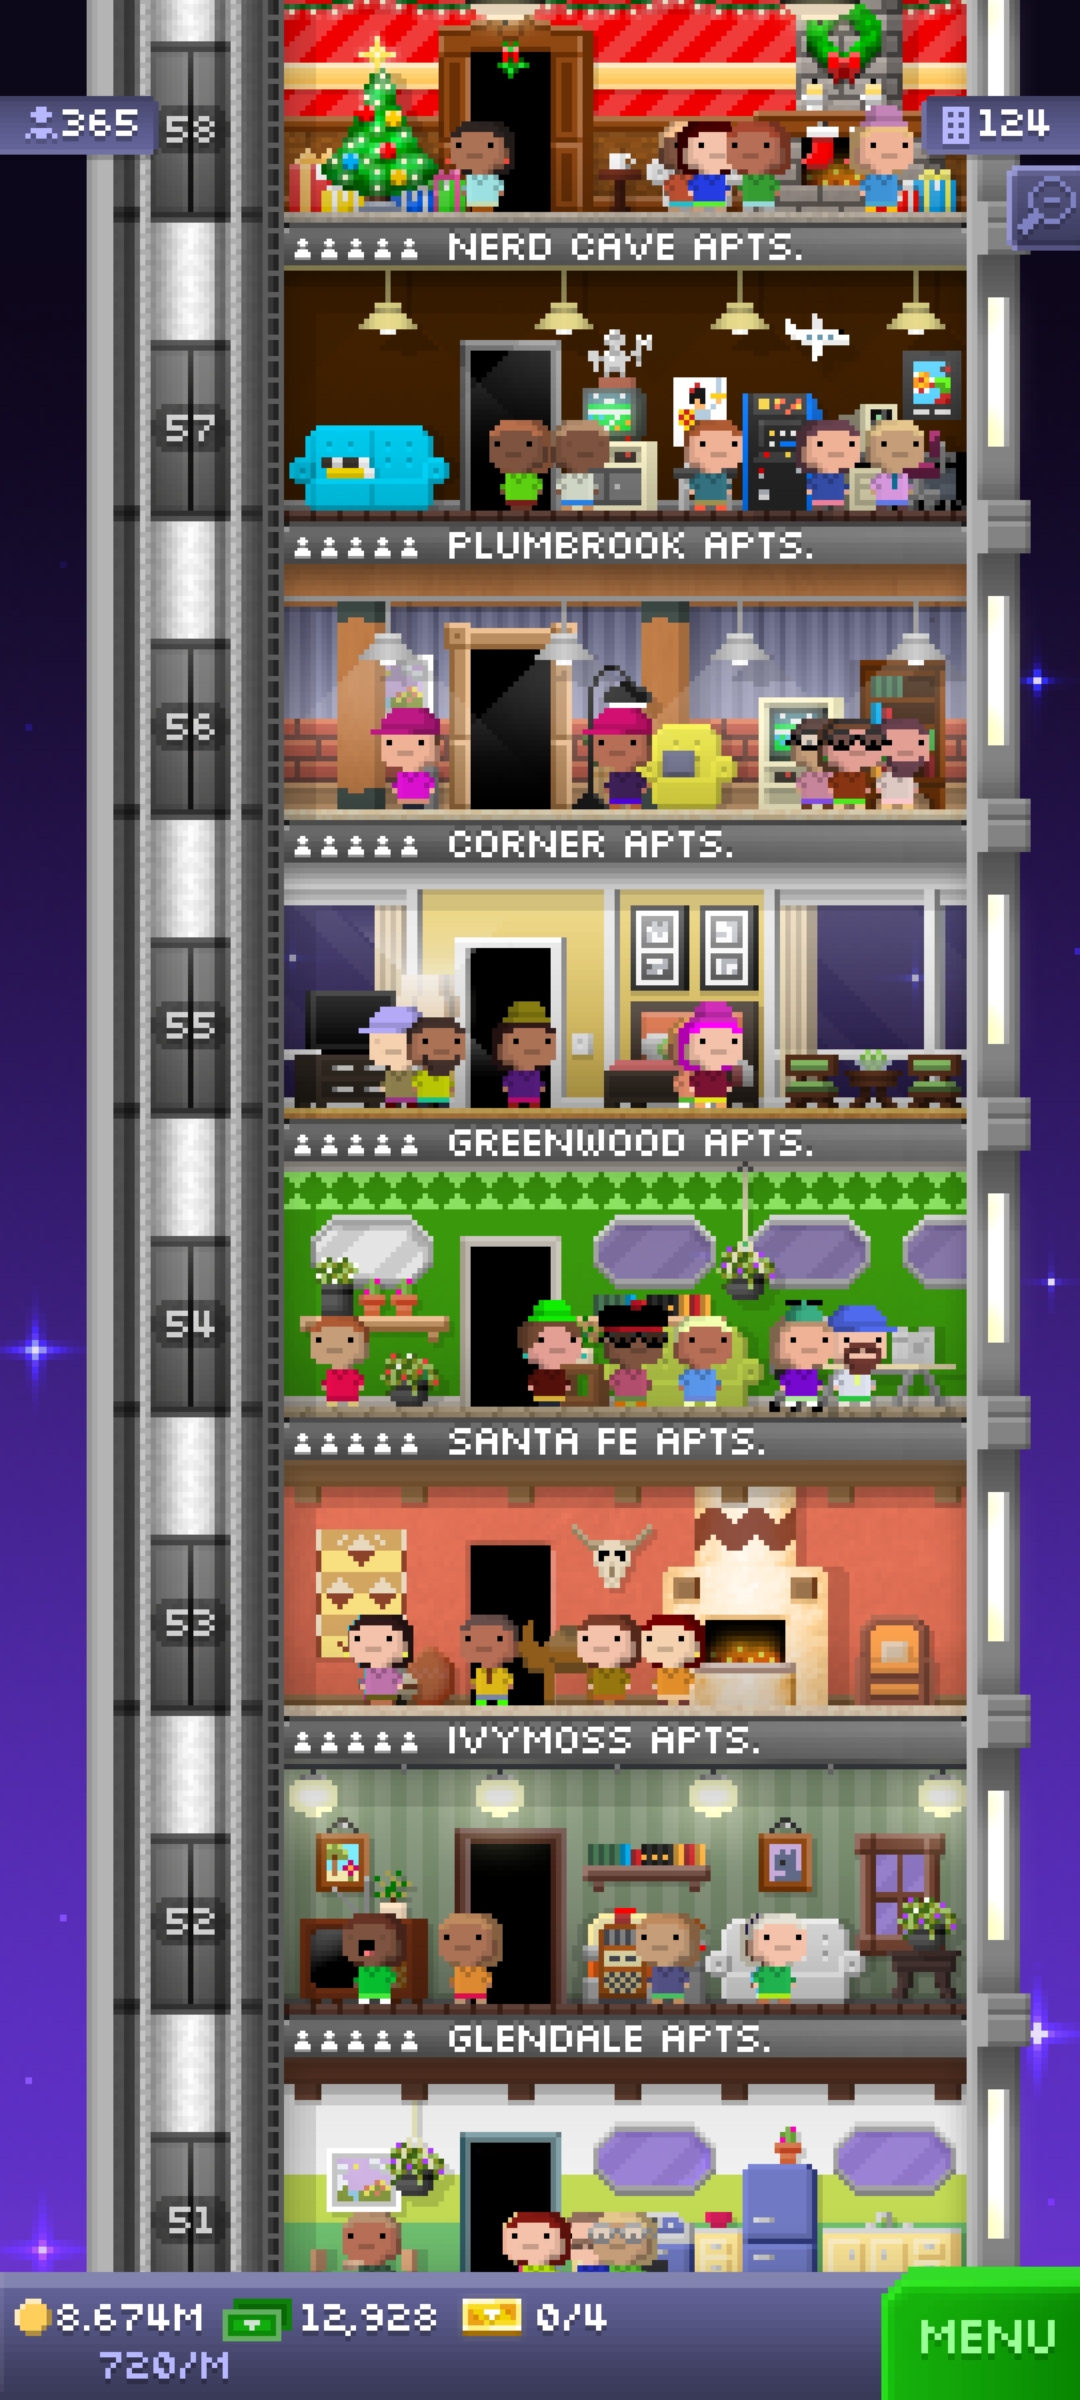 365
58
124
NERD CAVE APTS.
57
PLUMBROOK APTS.
56
CORNER APTS.
55
GREENWOOD APTS.
54
SANTA FE APTS.
53
IVYMOSS APTS.
52
GLENDALE APTS.
51
8.674M 12,928 0/4
720/M
MENU